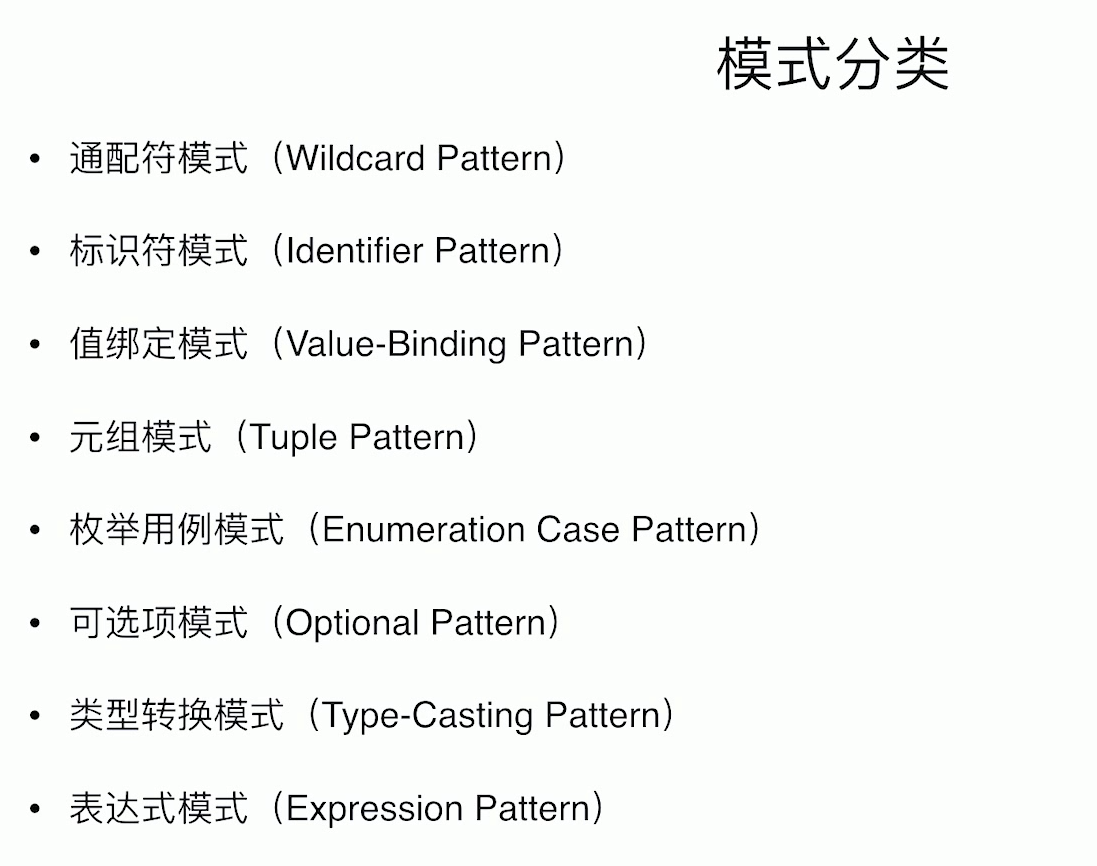 模式分类
• 通配符模式（Wildcard Pattern）
• 标识符模式（Identifier Pattern）
• 值绑定模式（Value-Binding Pattern）
• 元组模式（Tuple Pattern）
• 枚举用例模式（Enumeration Case Pattern）
• 可选项模式（Optional Pattern）
• 类型转换模式（Type-Casting Pattern）
• 表达式模式（Expression Pattern）